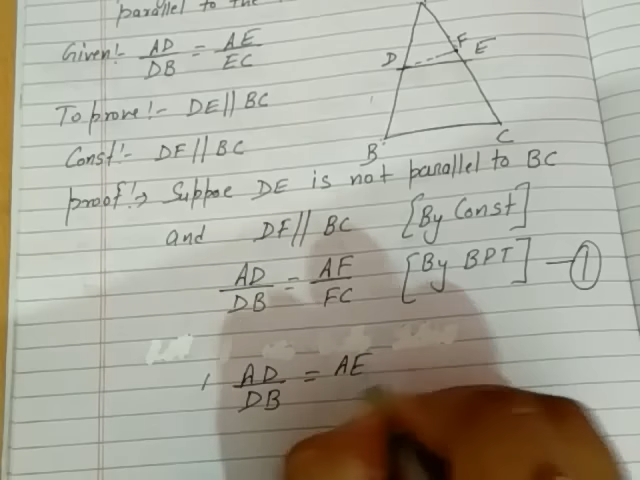 parallel to the
Given!- AD/DB = AE/EC
To prove!- DE || BC
Const!- DF || BC
proof!→ Suppoe DE is not parallel to BC
and DF || BC [By Const]
AD/DB = AF/FC [By BPT] — ①
AD/DB = AE
D
F
E
B
C